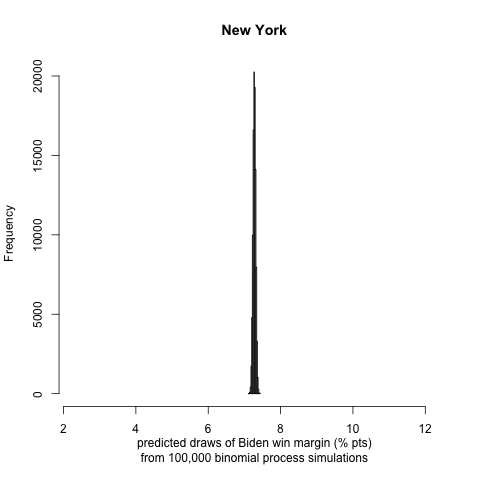 New York
Frequency
20000
15000
10000
5000
0
2 4 6 8 10 12
predicted draws of Biden win margin (% pts)
from 100,000 binomial process simulations